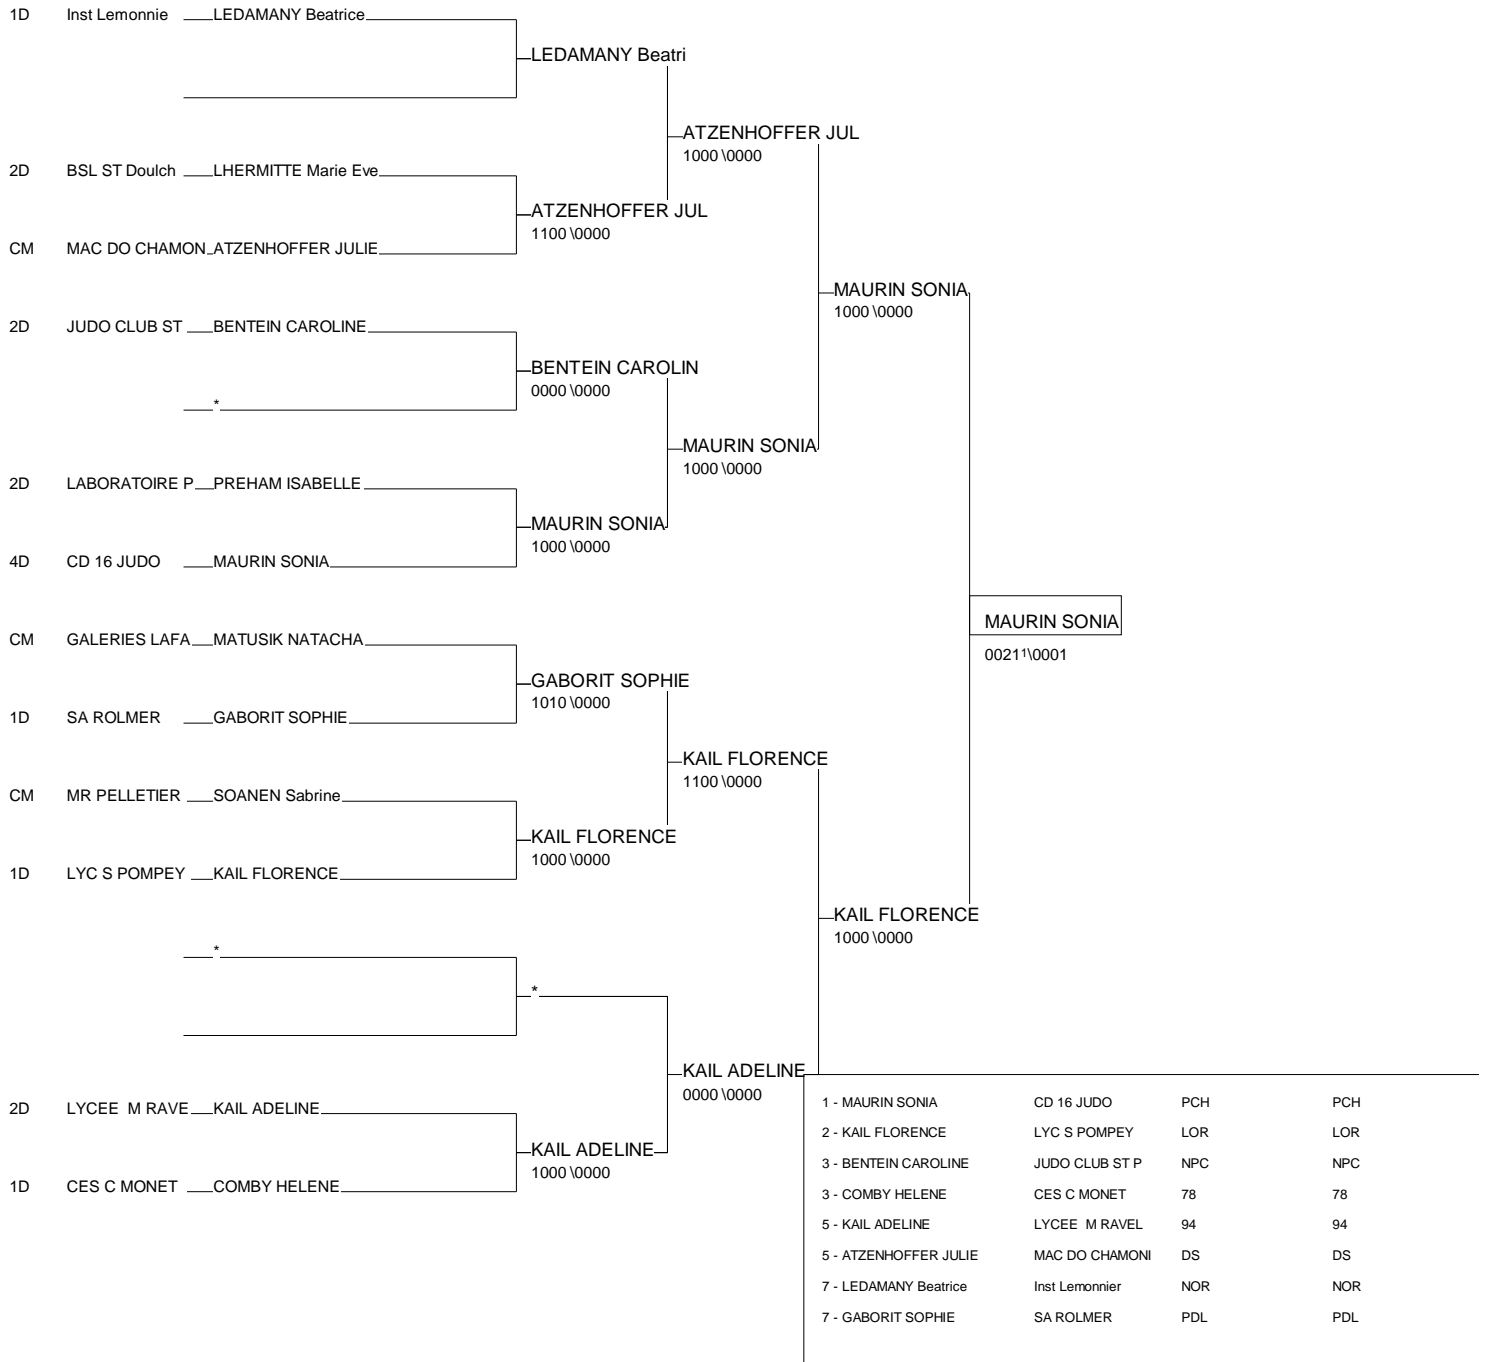 1D Inst Lemonnie LEDAMANY Beatrice
LEDAMANY Beatri
ATZENHOFFER JUL
1000 \0000
2D BSL ST Doulch LHERMITTE Marie Eve
ATZENHOFFER JUL
1100 \0000
CM MAC DO CHAMON ATZENHOFFER JULIE
MAURIN SONIA
1000 \0000
2D JUDO CLUB ST BENTEIN CAROLINE
BENTEIN CAROLIN
0000 \0000
*
MAURIN SONIA
1000 \0000
2D LABORATOIRE P PREHAM ISABELLE
MAURIN SONIA
1000 \0000
4D CD 16 JUDO MAURIN SONIA
MAURIN SONIA
0021¹\0001
CM GALERIES LAFA MATUSIK NATACHA
GABORIT SOPHIE
1010 \0000
1D SA ROLMER GABORIT SOPHIE
KAIL FLORENCE
1100 \0000
CM MR PELLETIER SOANEN Sabrine
KAIL FLORENCE
1000 \0000
1D LYC S POMPEY KAIL FLORENCE
KAIL FLORENCE
1000 \0000
*
*
KAIL ADELINE
0000 \0000
2D LYCEE M RAVE KAIL ADELINE
KAIL ADELINE
1000 \0000
1D CES C MONET COMBY HELENE
1 - MAURIN SONIA CD 16 JUDO PCH PCH
2 - KAIL FLORENCE LYC S POMPEY LOR LOR
3 - BENTEIN CAROLINE JUDO CLUB ST P NPC NPC
3 - COMBY HELENE CES C MONET 78 78
5 - KAIL ADELINE LYCEE M RAVEL 94 94
5 - ATZENHOFFER JULIE MAC DO CHAMONI DS DS
7 - LEDAMANY Beatrice Inst Lemonnier NOR NOR
7 - GABORIT SOPHIE SA ROLMER PDL PDL